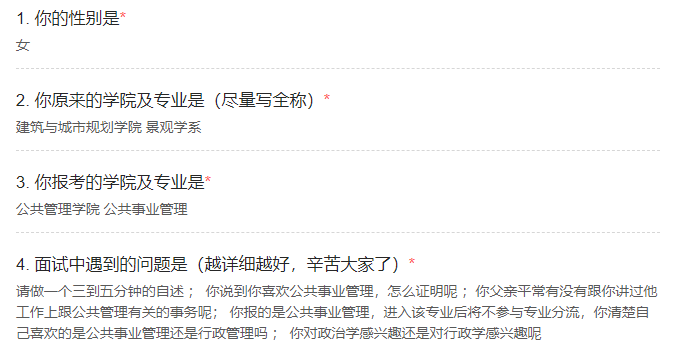 1. 你的性别是*
女
2. 你原来的学院及专业是（尽量写全称）*
建筑与城市规划学院 景观学系
3. 你报考的学院及专业是*
公共管理学院 公共事业管理
4. 面试中遇到的问题是（越详细越好，辛苦大家了）*
请做一个三到五分钟的自述； 你说到你喜欢公共事业管理，怎么证明呢； 你父亲平常有没有跟你讲过他
工作上跟公共管理有关的事务呢； 你报的是公共事业管理，进入该专业后将不参与专业分流，你清楚自
己喜欢的是公共事业管理还是行政管理吗； 你对政治学感兴趣还是对行政学感兴趣呢